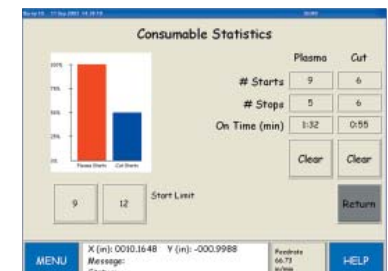 Consumable Statistics
Plasma Cut
# Starts 9 6
# Stops 5 6
On Time (min) 1:32 0:55
100%
75%
50%
25%
0%
Plasma Starts Cut Starts
Clear Clear
9 12 Start Limit
Return
MENU
X (in): 0010.1648 Y (in): -000.9988
Message:
Feedrate
66.73
HELP